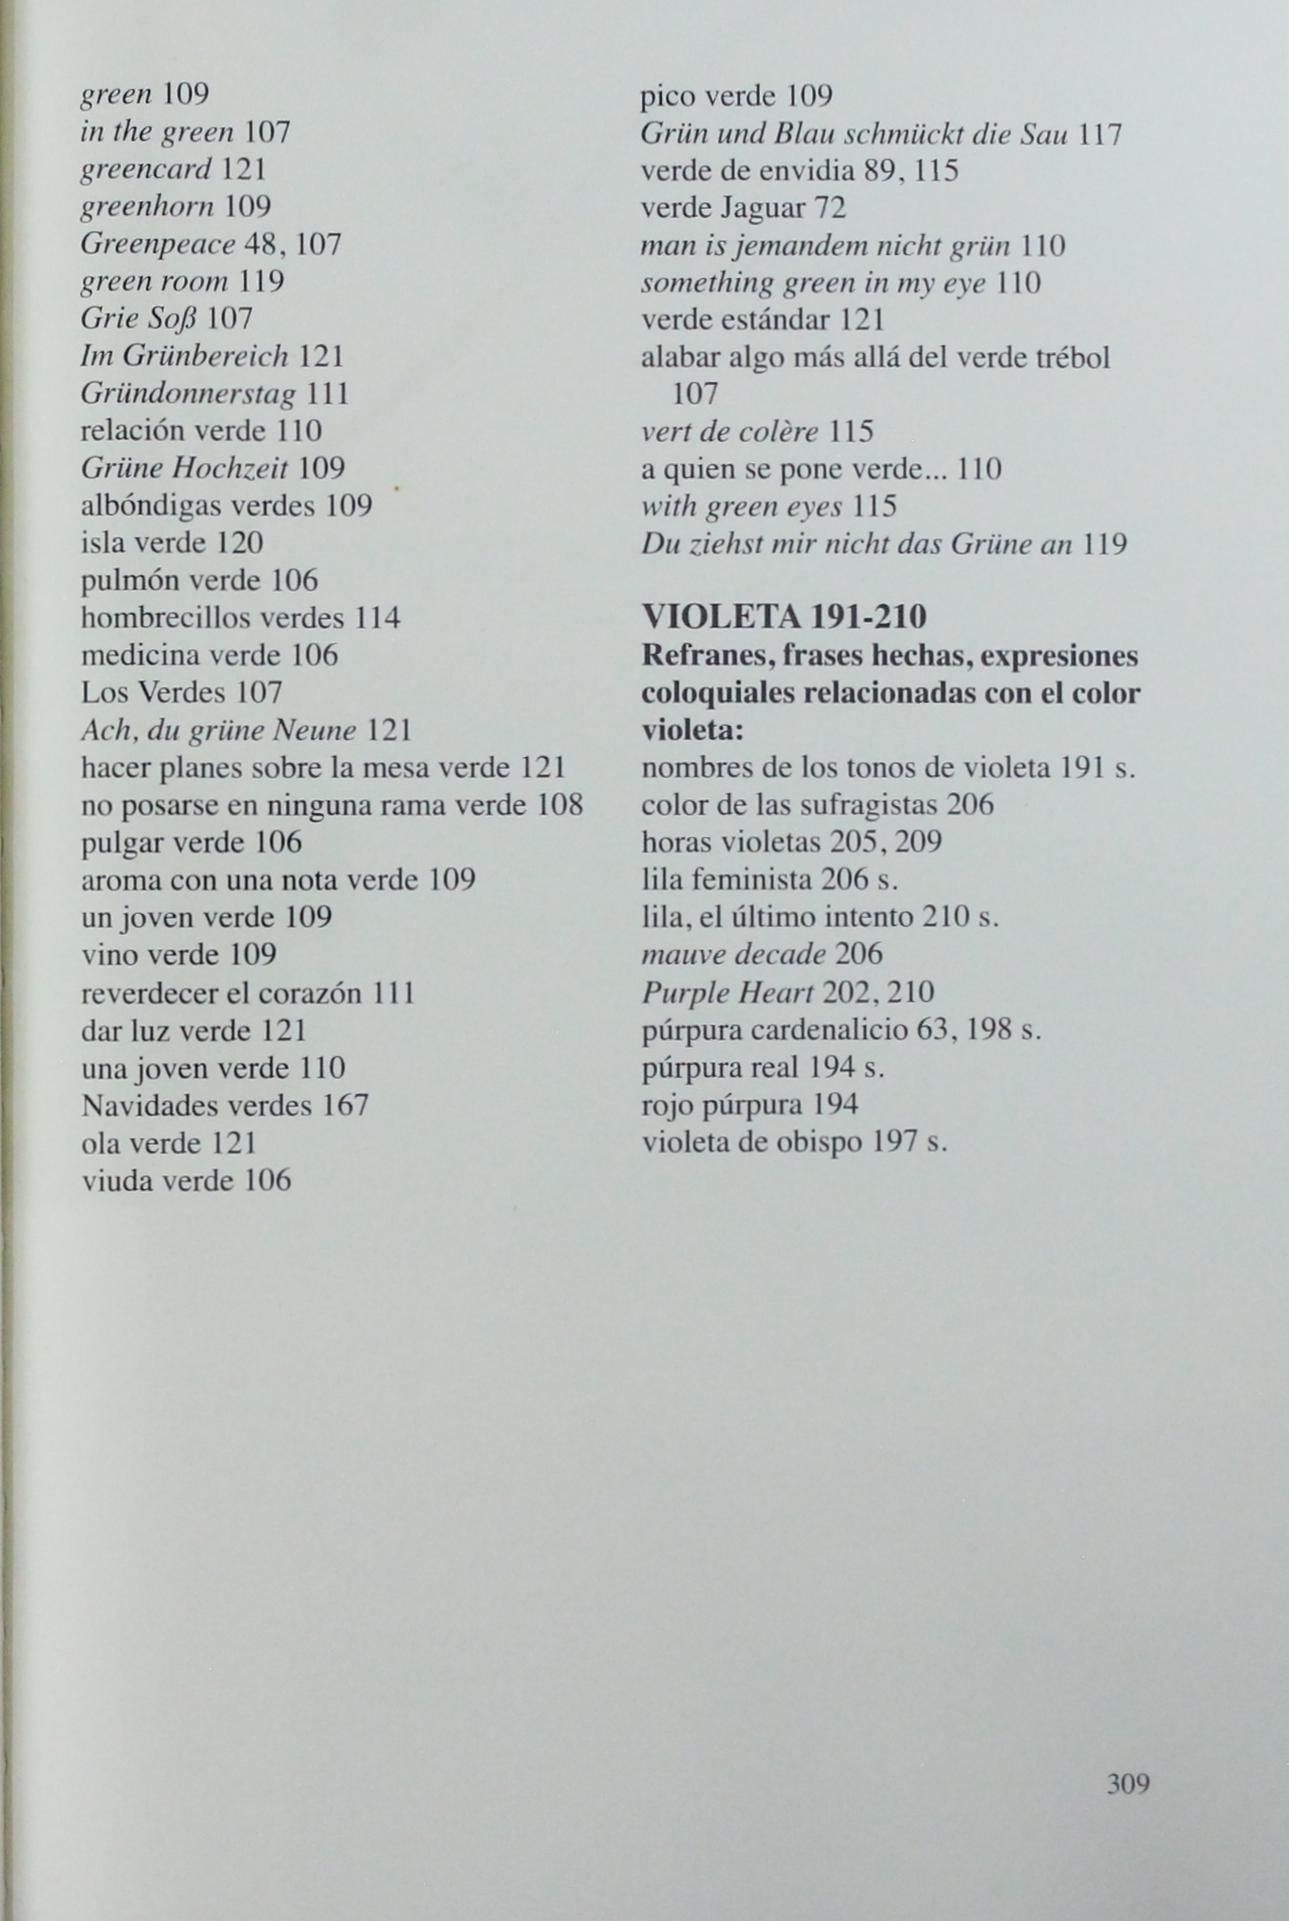 green 109
in the green 107
greencard 121
greenhorn 109
Greenpeace 48, 107
green room 119
Grie Soß 107
Im Grünbereich 121
Gründonnerstag 111
relación verde 110
Grüne Hochzeit 109
albóndigas verdes 109
isla verde 120
pulmón verde 106
hombrecillos verdes 114
medicina verde 106
Los Verdes 107
Ach, du grüne Neune 121
hacer planes sobre la mesa verde 121
no posarse en ninguna rama verde 108
pulgar verde 106
aroma con una nota verde 109
un joven verde 109
vino verde 109
reverdecer el corazón 111
dar luz verde 121
una joven verde 110
Navidades verdes 167
ola verde 121
viuda verde 106
pico verde 109
Grün und Blau schmückt die Sau 117
verde de envidia 89, 115
verde Jaguar 72
man is jemandem nicht grün 110
something green in my eye 110
verde estándar 121
alabar algo más allá del verde trébol
107
vert de colère 115
a quien se pone verde... 110
with green eyes 115
Du ziehst mir nicht das Grüne an 119
VIOLETA 191-210
Refranes, frases hechas, expresiones
coloquiales relacionadas con el color
violeta:
nombres de los tonos de violeta 191 s.
color de las sufragistas 206
horas violetas 205, 209
lila feminista 206 s.
lila, el último intento 210 s.
mauve decade 206
Purple Heart 202, 210
púrpura cardenalicio 63, 198 s.
púrpura real 194 s.
rojo púrpura 194
violeta de obispo 197 s.
309